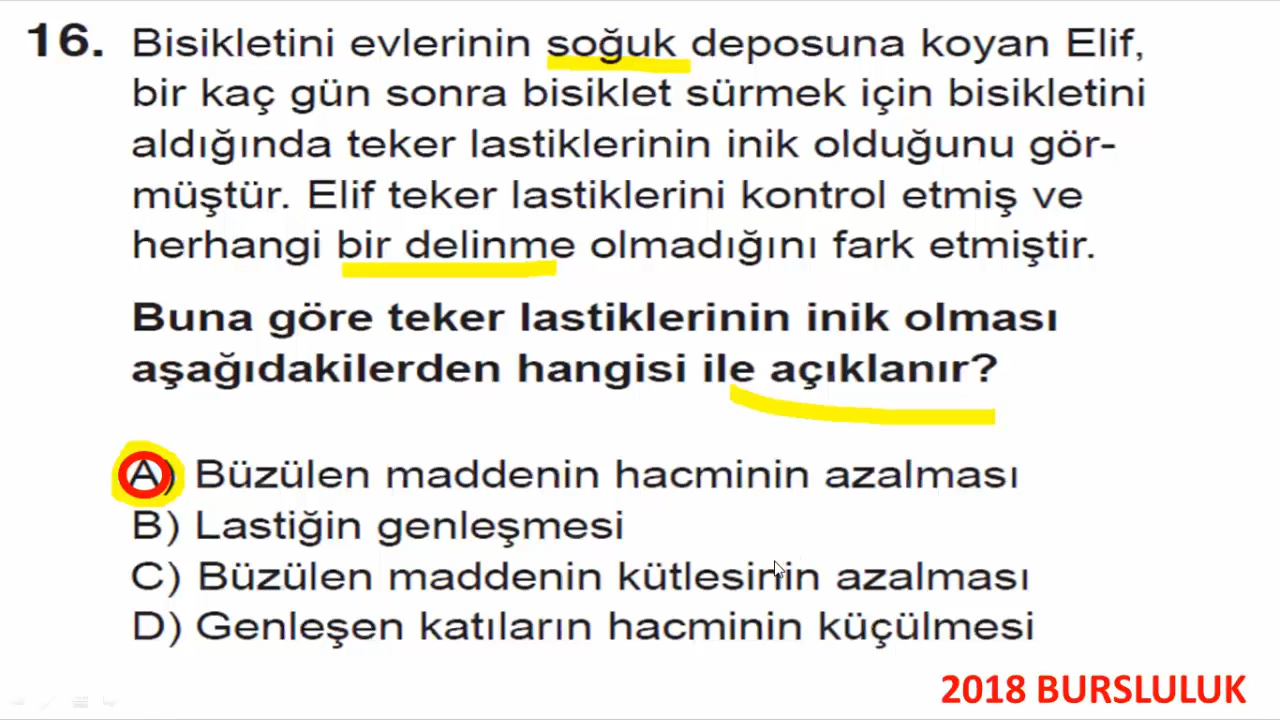 16. Bisikletini evlerinin soğuk deposuna koyan Elif,
bir kaç gün sonra bisiklet sürmek için bisikletini
aldığında teker lastiklerinin inik olduğunu gör-
müştür. Elif teker lastiklerini kontrol etmiş ve
herhangi bir delinme olmadığını fark etmiştir.
Buna göre teker lastiklerinin inik olması
aşağıdakilerden hangisi ile açıklanır?
A) Büzülen maddenin hacminin azalması
B) Lastiğin genleşmesi
C) Büzülen maddenin kütlesinin azalması
D) Genleşen katıların hacminin küçülmesi
2018 BURSLULUK